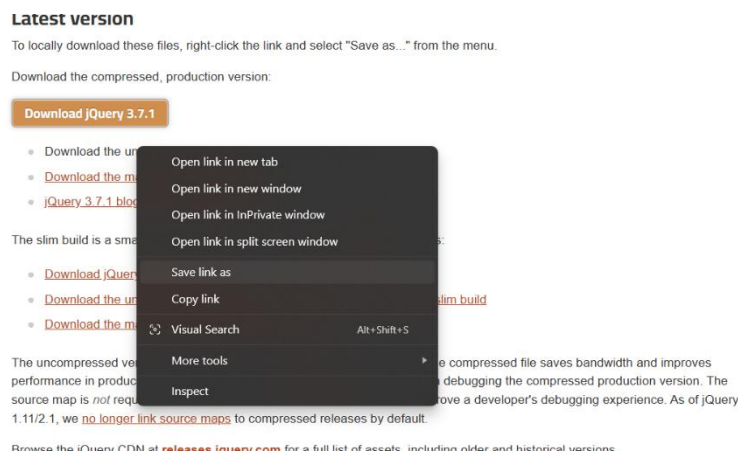 Latest version
To locally download these files, right-click the link and select "Save as..." from the menu.
Download the compressed, production version:
Download jQuery 3.7.1
Download the un
Download the ma
jQuery 3.7.1 blog
Open link in new tab
Open link in new window
Open link in InPrivate window
Open link in split screen window
Save link as
Copy link
Visual Search Alt+Shift+S
More tools
Inspect
The slim build is a sma s:
Download jQuery
Download the un slim build
Download the ma
The uncompressed ver e compressed file saves bandwidth and improves
performance in produc debugging the compressed production version. The
source map is not requ rove a developer's debugging experience. As of jQuery
1.11/2.1, we no longer link source maps to compressed releases by default.
Browse the jQuery CDN at releases.jquery.com for a full list of assets, including older and historical versions.